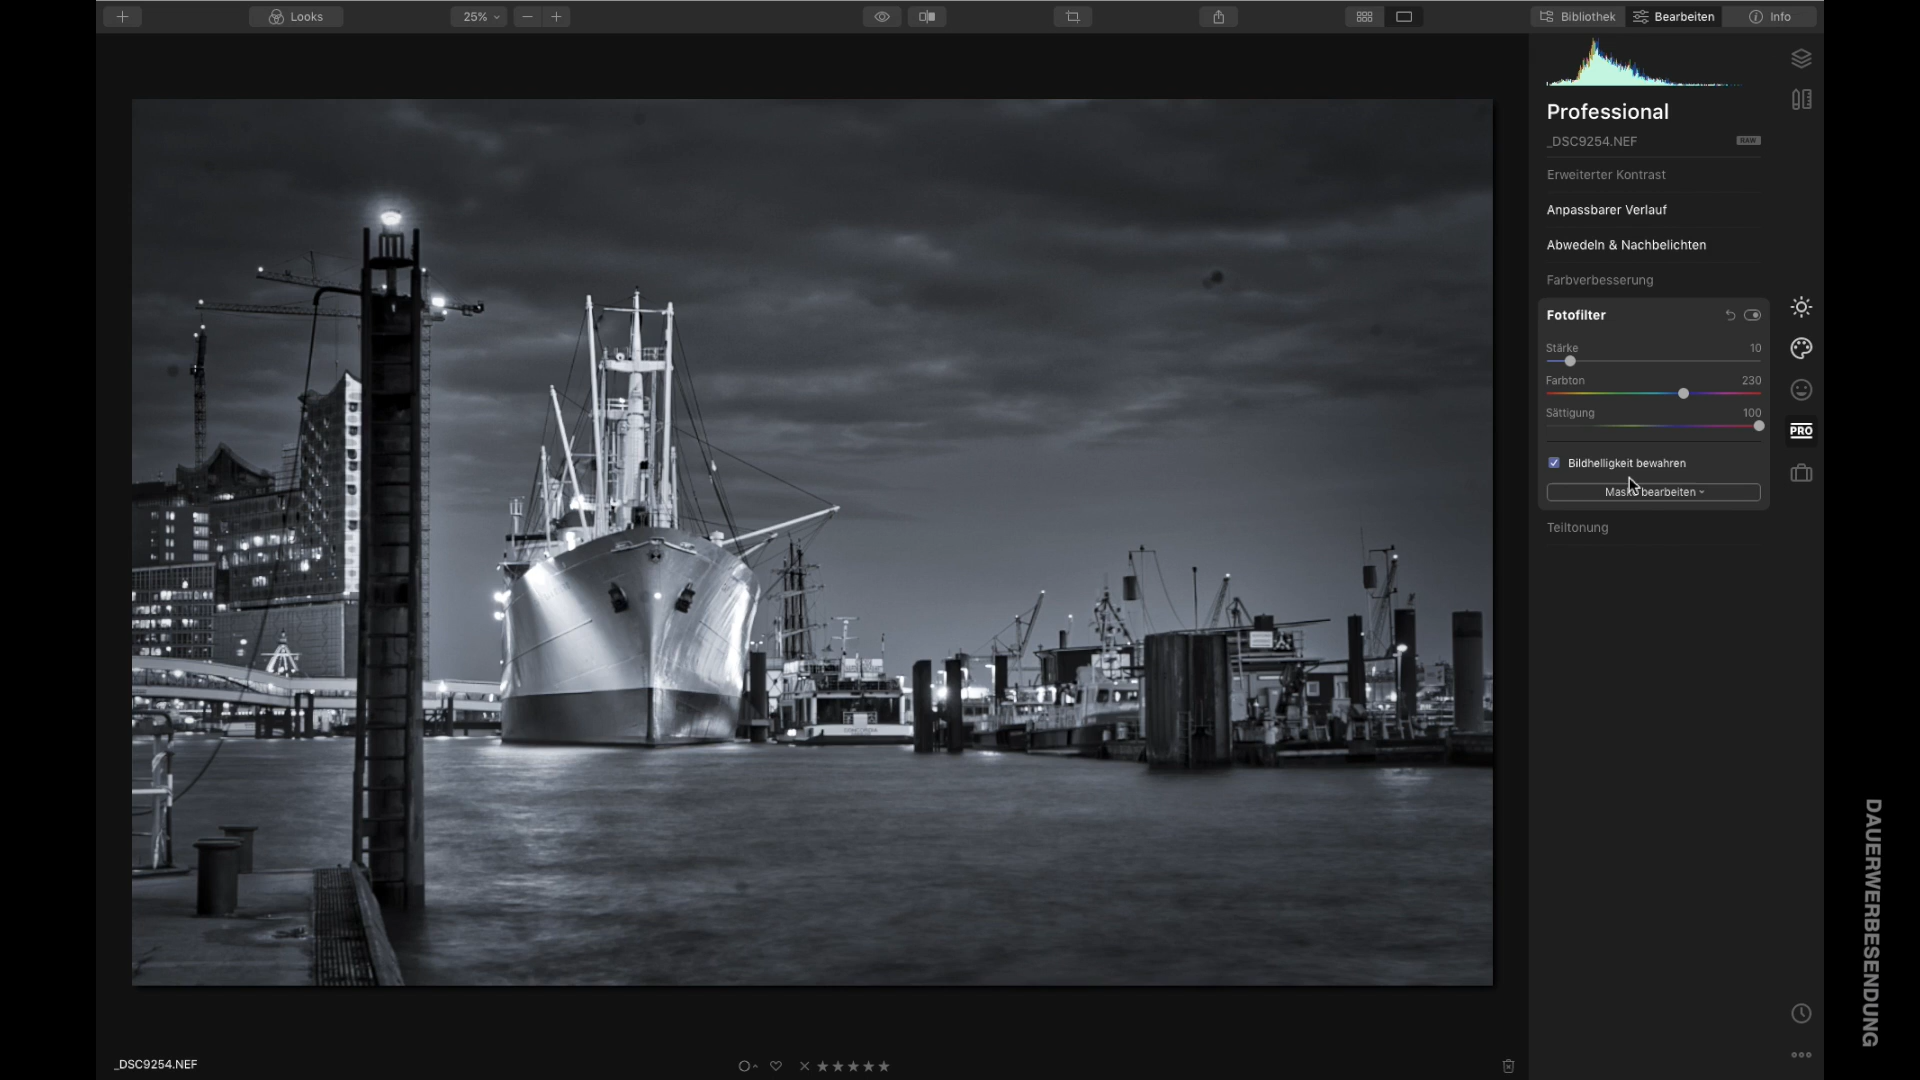 Looks
25%
Bibliothek
Bearbeiten
Info
Professional
_DSC9254.NEF
RAW
Erweiterter Kontrast
Anpassbarer Verlauf
Abwedeln & Nachbelichten
Farbverbesserung
Fotofilter
Stärke 10
Farbton 230
Sättigung 100
PRO
Bildhelligkeit bewahren
Maske bearbeiten
Teiltonung
DAUERWERBESENDUNG
_DSC9254.NEF